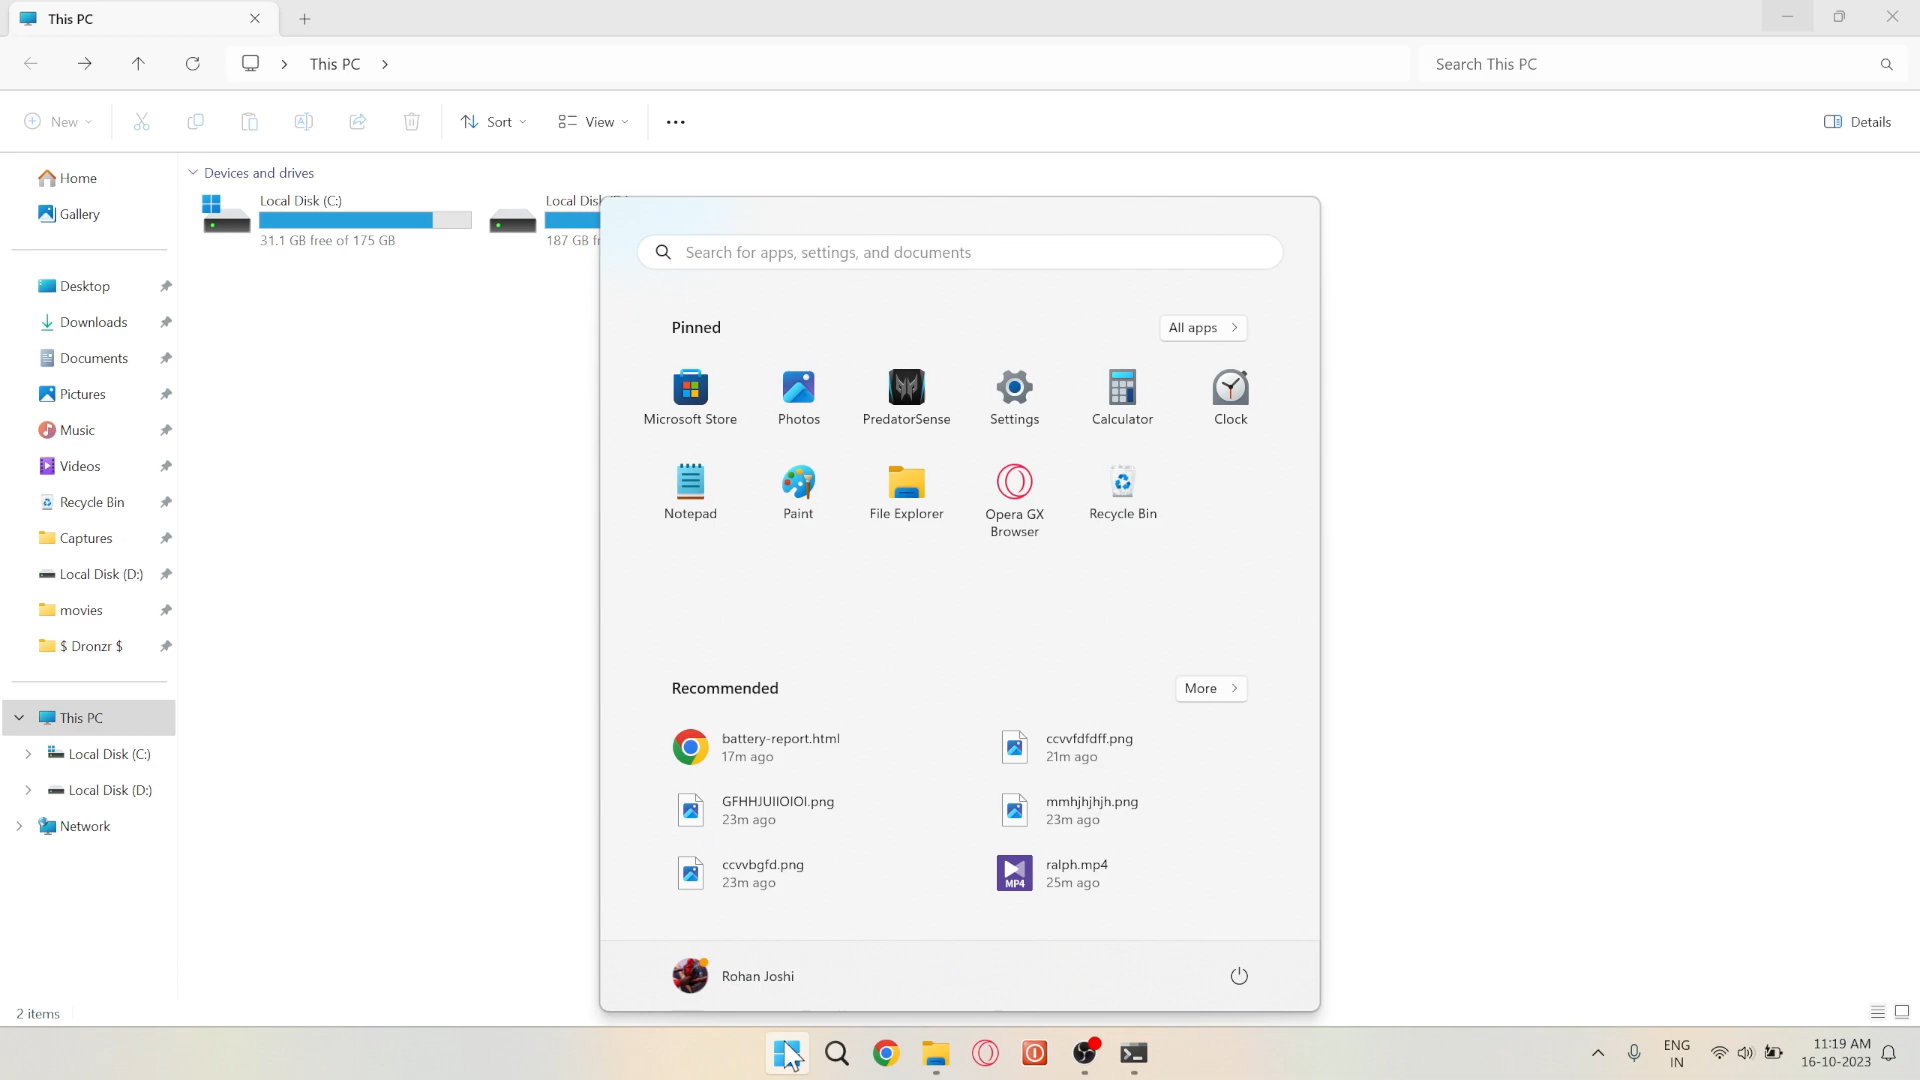 This PC
This PC
Search This PC
New
Sort
View
Details
Home
Gallery
Desktop
Downloads
Documents
Pictures
Music
Videos
Recycle Bin
Captures
Local Disk (D:)
movies
$ Dronzr $
This PC
Local Disk (C:)
Local Disk (D:)
Network
2 items
Devices and drives
Local Disk (C:)
31.1 GB free of 175 GB
Local Disk
187 GB
Search for apps, settings, and documents
Pinned
All apps
Microsoft Store
Photos
PredatorSense
Settings
Calculator
Clock
Notepad
Paint
File Explorer
Opera GX
Browser
Recycle Bin
Recommended
More
battery-report.html
17m ago
ccvvfdfdff.png
21m ago
GFHHJUIIOIOI.png
23m ago
mmhjhjhjh.png
23m ago
ccvvbgfd.png
23m ago
MP4
ralph.mp4
25m ago
Rohan Joshi
ENG
IN
11:19 AM
16-10-2023